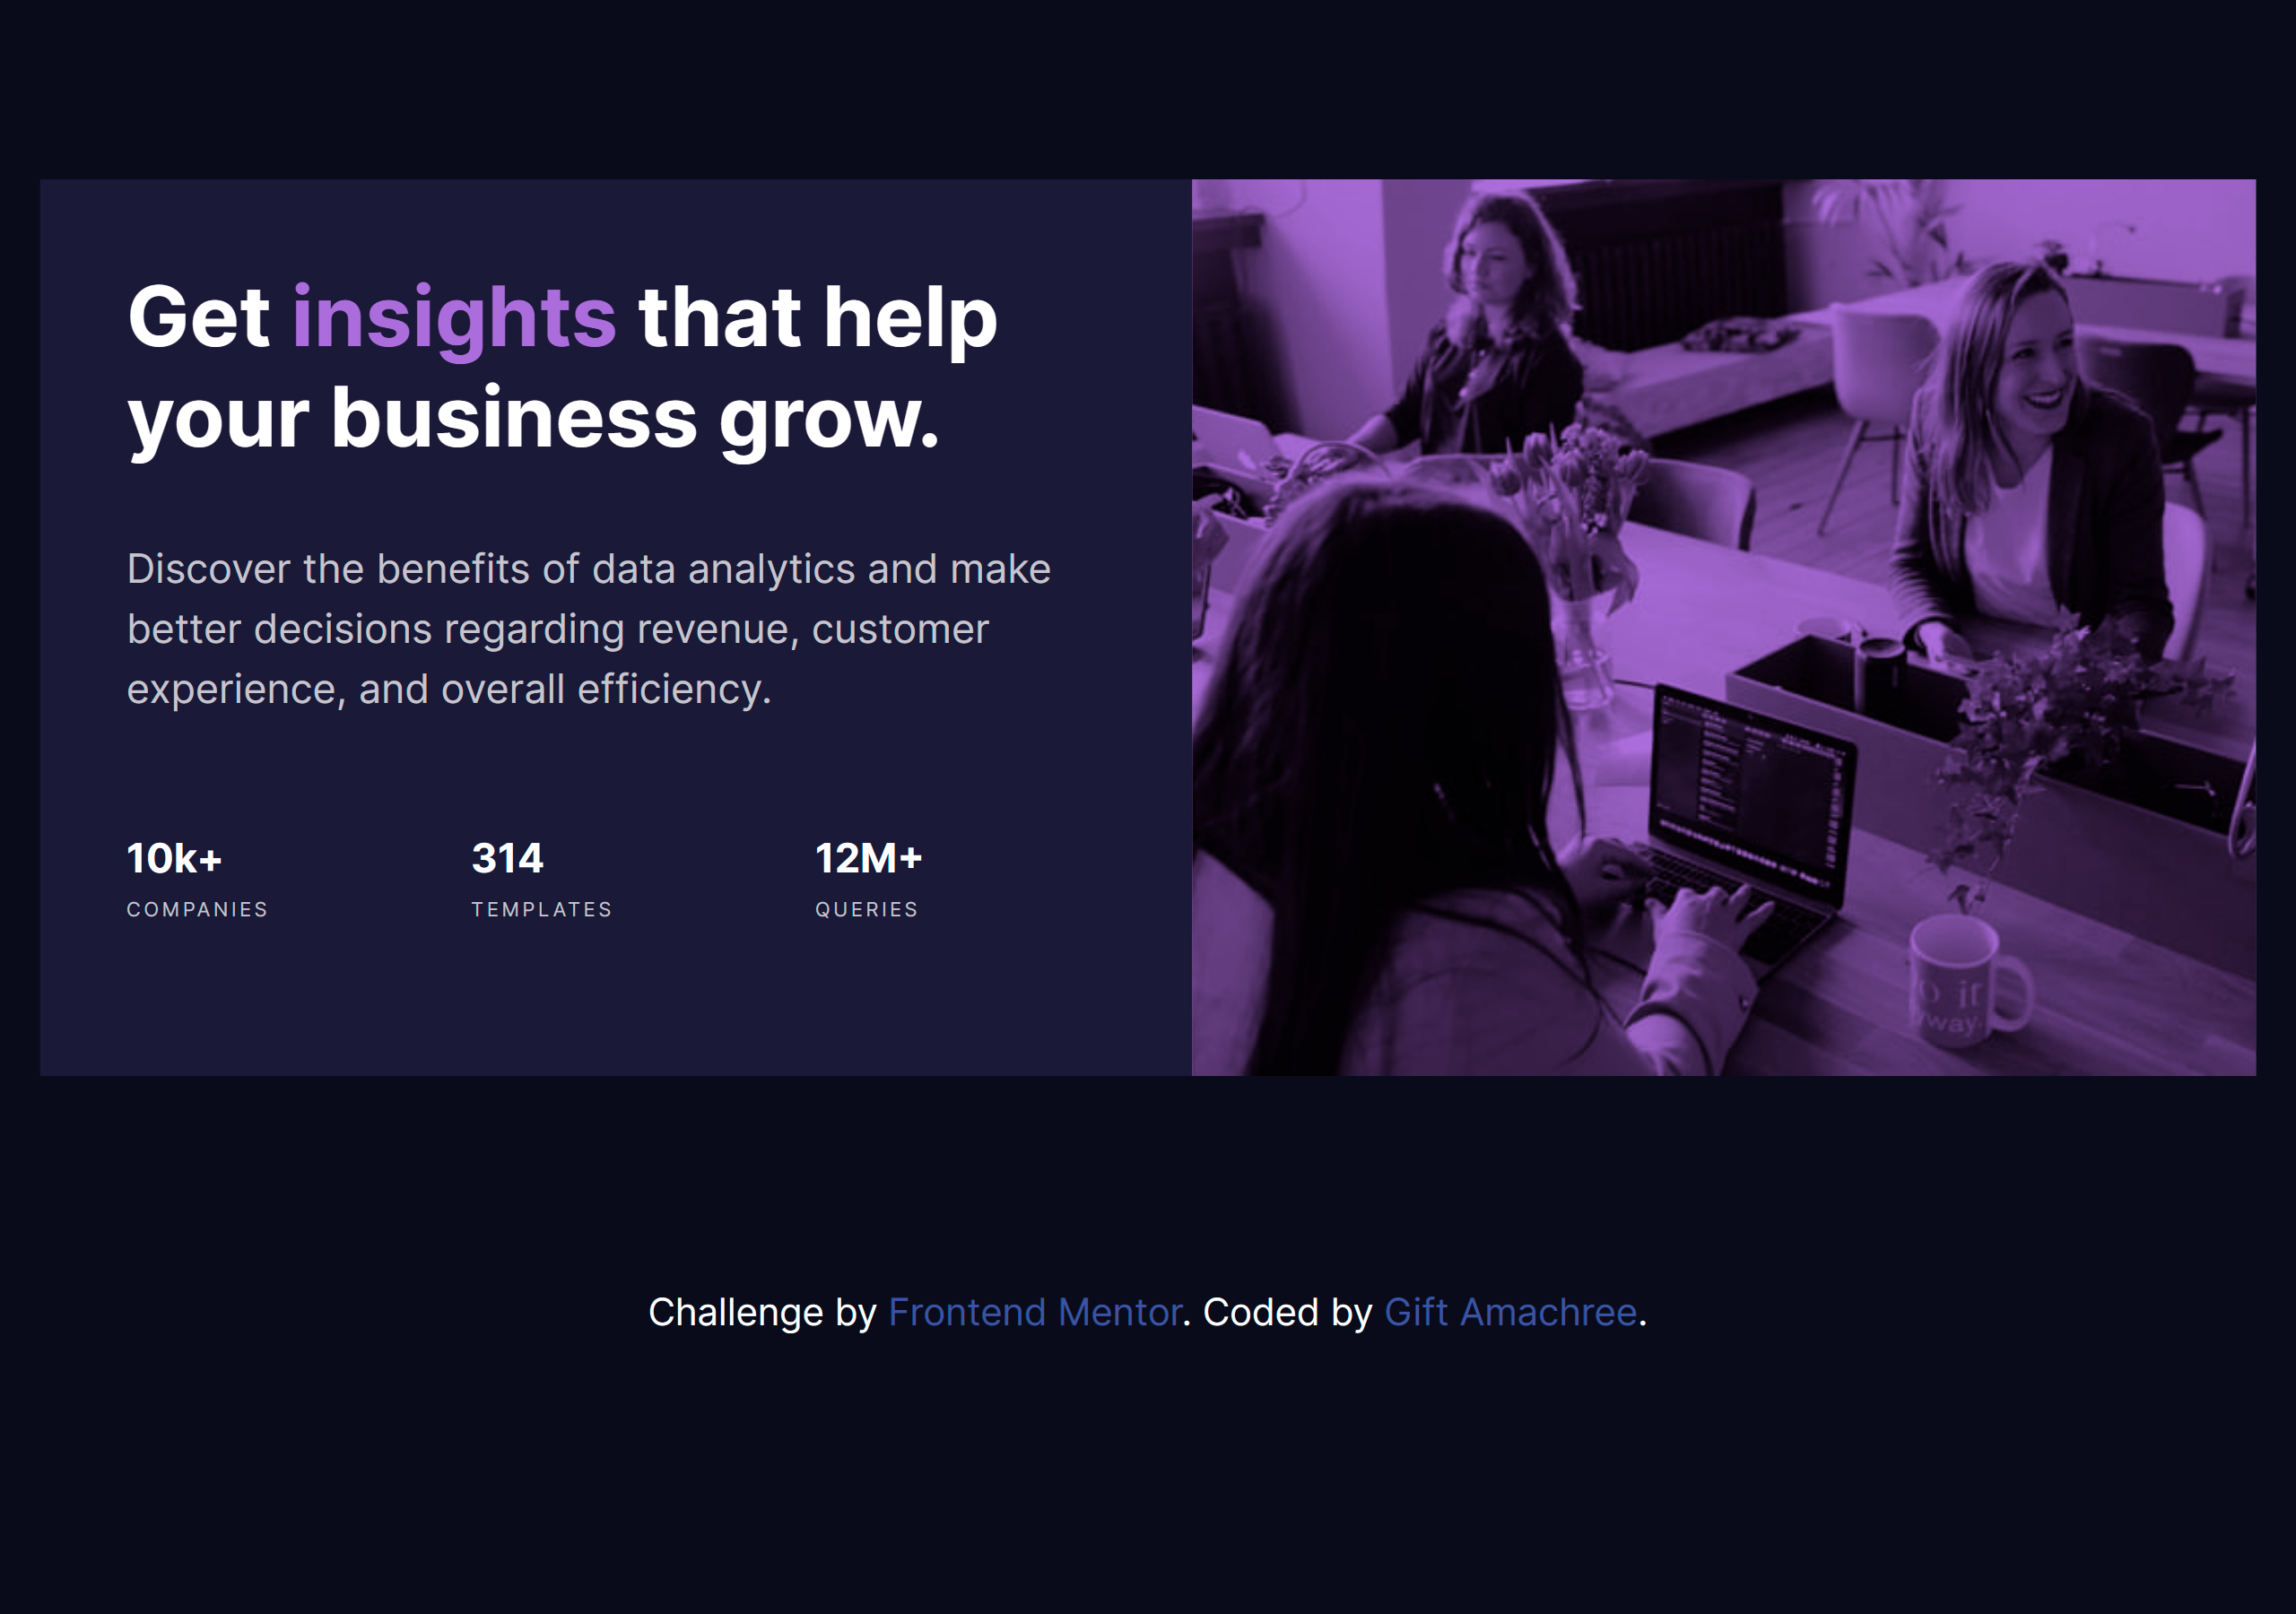 Get insights that help
your business grow.
Discover the benefits of data analytics and make
better decisions regarding revenue, customer
experience, and overall efficiency.
10k+
COMPANIES
314
TEMPLATES
12M+
QUERIES
Challenge by Frontend Mentor. Coded by Gift Amachree.